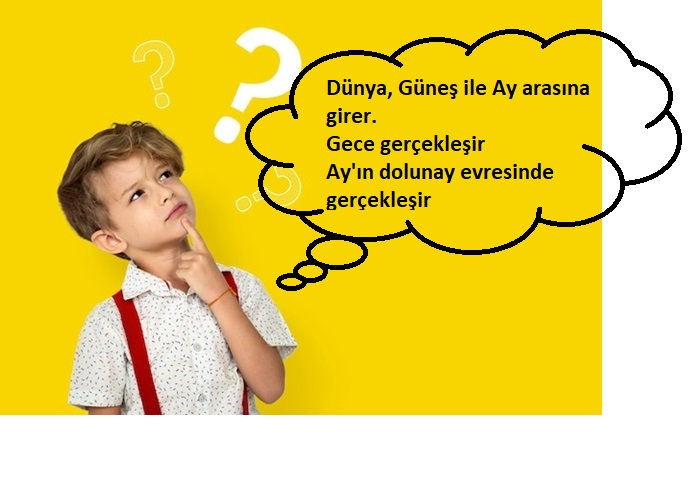 Dünya, Güneş ile Ay arasına
girer.
Gece gerçekleşir
Ay'ın dolunay evresinde
gerçekleşir